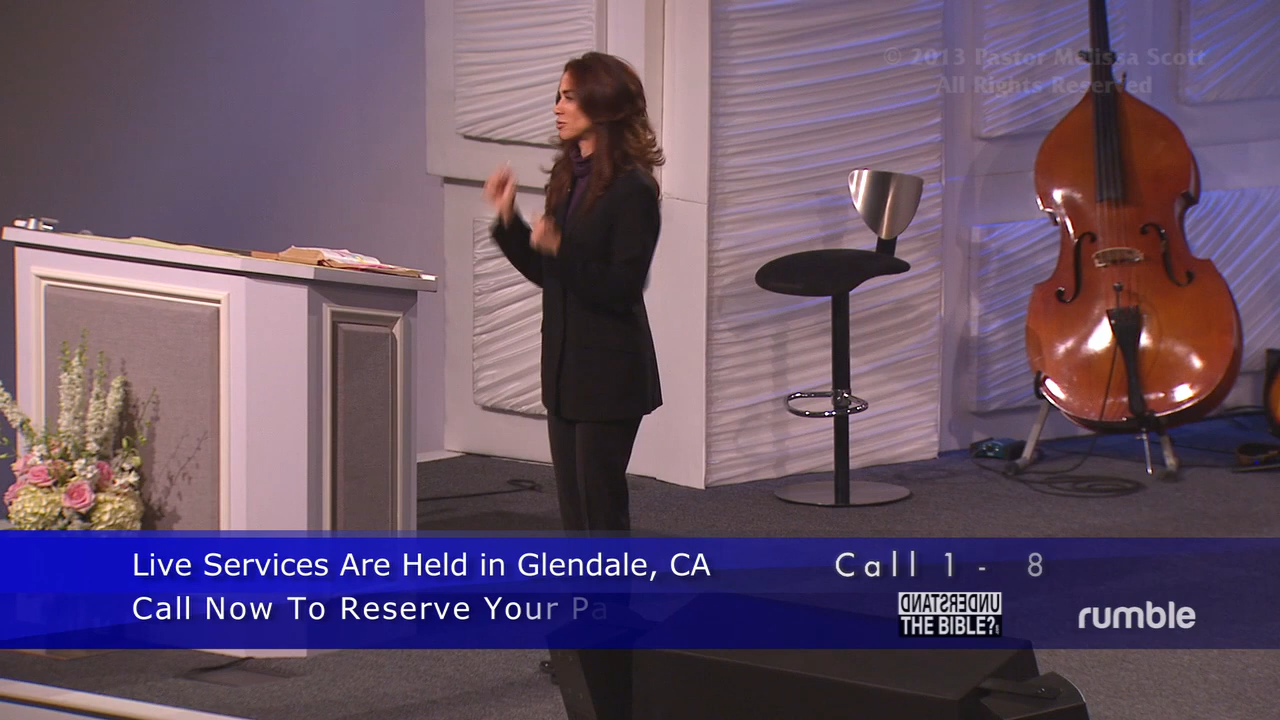 © 2013 Pastor Melissa Scott
All Rights Reserved
Live Services Are Held in Glendale, CA
Call 1 - 8
Call Now To Reserve Your Pa
UNDERSTAND
THE BIBLE?
rumble